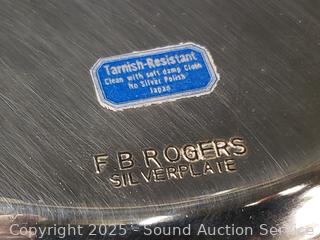 Tarnish-Resistant
Clean with soft damp Cloth
No Silver Polish
Japan
F B ROGERS
SILVERPLATE
Copyright 2025 - Sound Auction Service